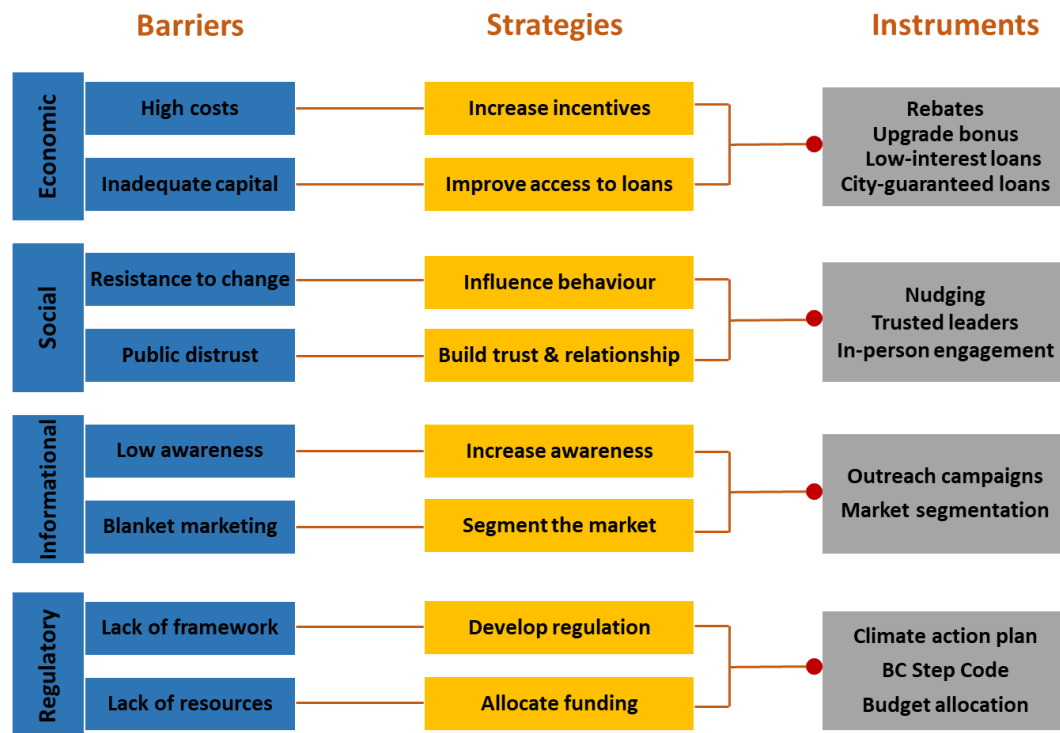 Barriers
Strategies
Instruments
Economic
High costs
Increase incentives
Inadequate capital
Improve access to loans
Rebates
Upgrade bonus
Low-interest loans
City-guaranteed loans
Social
Resistance to change
Influence behaviour
Public distrust
Build trust & relationship
Nudging
Trusted leaders
In-person engagement
Informational
Low awareness
Increase awareness
Blanket marketing
Segment the market
Outreach campaigns
Market segmentation
Regulatory
Lack of framework
Develop regulation
Lack of resources
Allocate funding
Climate action plan
BC Step Code
Budget allocation